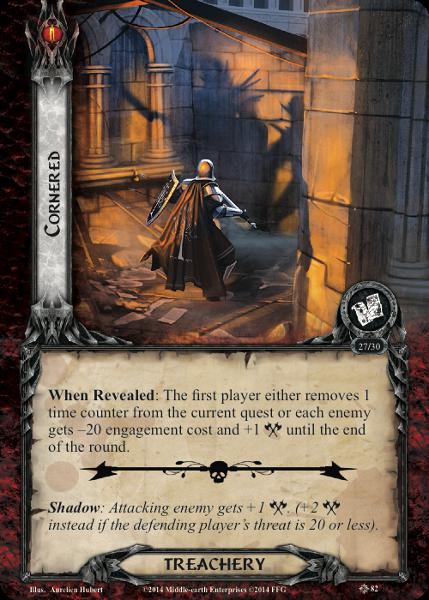 CORNERED
27/30
When Revealed: The first player either removes 1
time counter from the current quest or each enemy
gets –20 engagement cost and +1 until the end
of the round.
Shadow: Attacking enemy gets +1 . (+2
instead if the defending player's threat is 20 or less).
TREACHERY
Illus. Aurelien Hubert ©2014 Middle-earth Enterprises ©2014 FFG 82